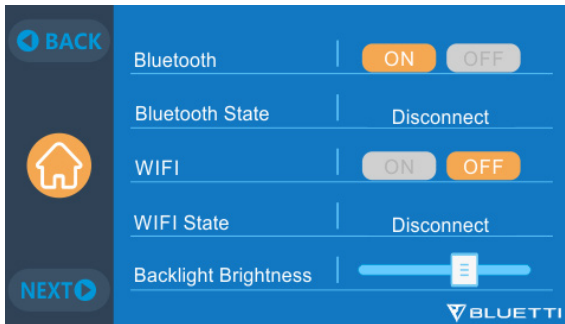 BACK
Bluetooth ON OFF
Bluetooth State Disconnect
WIFI ON OFF
WIFI State Disconnect
Backlight Brightness
NEXT
BLUETTI